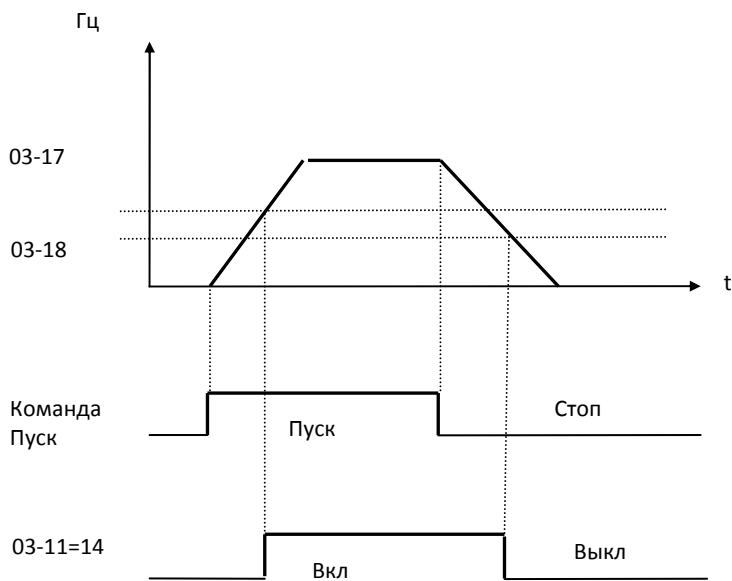 Гц
03-17
03-18
t
Команда
Пуск
Пуск
Стоп
03-11=14
Вкл
Выкл